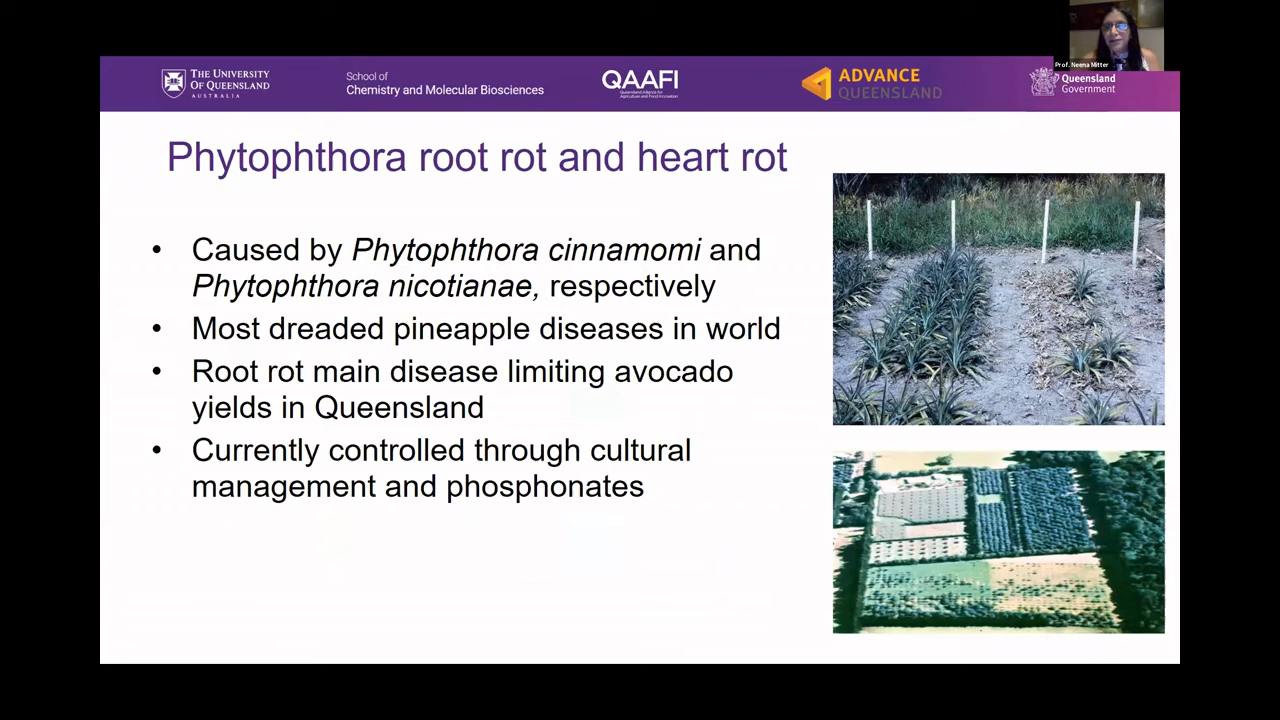 Prof. Neena Mitter
THE UNIVERSITY
OF QUEENSLAND
AUSTRALIA
School of
Chemistry and Molecular Biosciences
QAAFI
Queensland Alliance for
Agriculture and Food Innovation
ADVANCE
QUEENSLAND
Queensland
Government
Phytophthora root rot and heart rot
• Caused by Phytophthora cinnamomi and
Phytophthora nicotianae, respectively
• Most dreaded pineapple diseases in world
• Root rot main disease limiting avocado
yields in Queensland
• Currently controlled through cultural
management and phosphonates